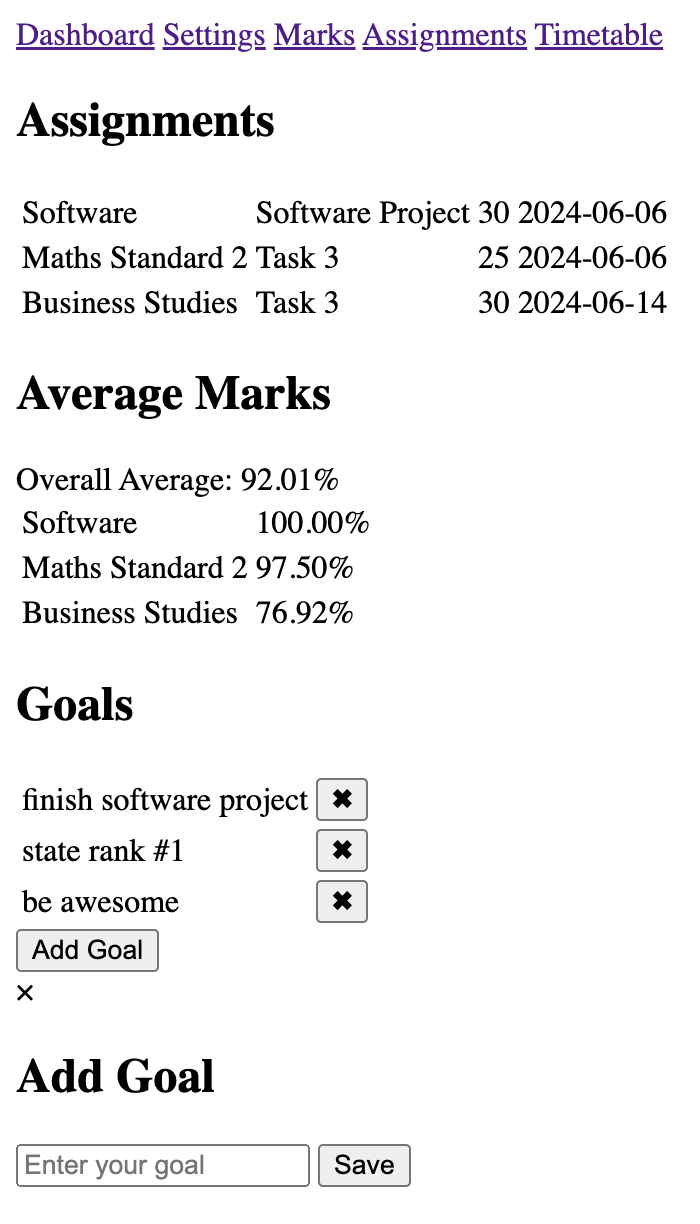 Dashboard Settings Marks Assignments Timetable
Assignments
Software Software Project 30 2024-06-06
Maths Standard 2 Task 3 25 2024-06-06
Business Studies Task 3 30 2024-06-14
Average Marks
Overall Average: 92.01%
Software 100.00%
Maths Standard 2 97.50%
Business Studies 76.92%
Goals
finish software project ✖
state rank #1 ✖
be awesome ✖
Add Goal
×
Add Goal
Enter your goal Save